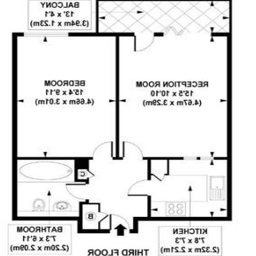 BALCONY
13' 4'1
(3.94m x 1.23m)
BEDROOM
15'4 x 9'11
(4.66m x 3.01m)
RECEPTION ROOM
15'5 x 10'10
(4.67m x 3.29m)
C
B
BATHROOM
7'3 x 6'11
(2.20m x 2.09m)
KITCHEN
7'8 x 7'3
(2.32m x 2.21m)
THIRD FLOOR